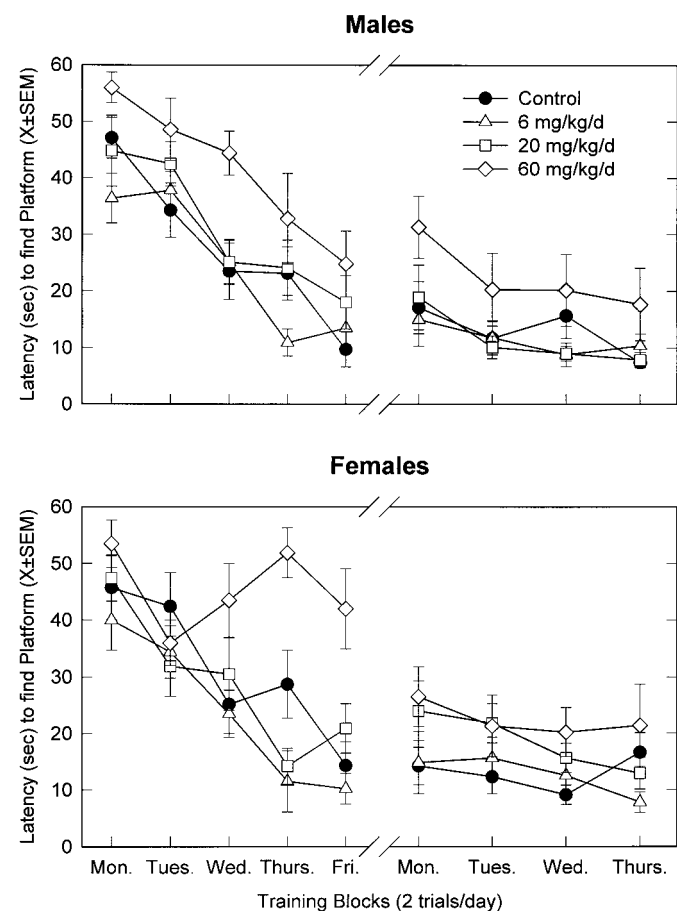 Males
Latency (sec) to find Platform (X±SEM)
60
50
40
30
20
10
0
Control
6 mg/kg/d
20 mg/kg/d
60 mg/kg/d
Females
Latency (sec) to find Platform (X±SEM)
60
50
40
30
20
10
0
Mon. Tues. Wed. Thurs. Fri. Mon. Tues. Wed. Thurs.
Training Blocks (2 trials/day)